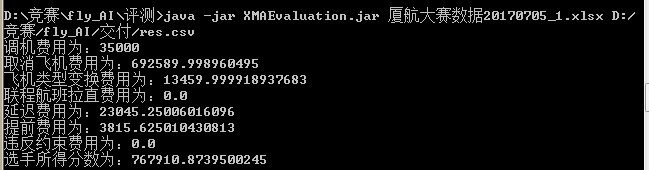 D:\竞赛\fly_AI\评测>java -jar XMAEvaluation.jar 厦航大赛数据20170705_1.xlsx D:/
竞赛/fly_AI/交付/res.csv
调机费用为：35000
取消飞机费用为：692589.998960495
飞机类型变换费用为：13459.999918937683
联程航班拉直费用为：0.0
延迟费用为：23045.25006016096
提前费用为：3815.625010430813
违反约束费用为：0.0
选手所得分数为：767910.8739500245